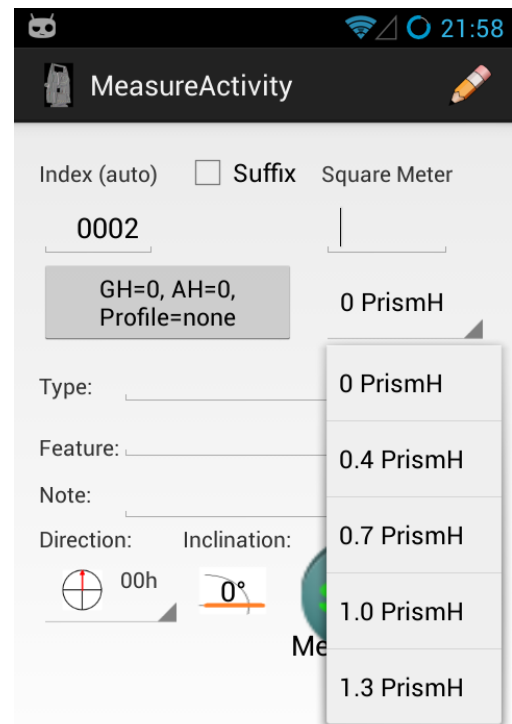 21:58
MeasureActivity
Index (auto) Suffix Square Meter
0002
GH=0, AH=0,
Profile=none
0 PrismH
0 PrismH
Type:
0.4 PrismH
Feature:
Note:
0.7 PrismH
Direction: Inclination:
00h 0°
1.0 PrismH
Me
1.3 PrismH